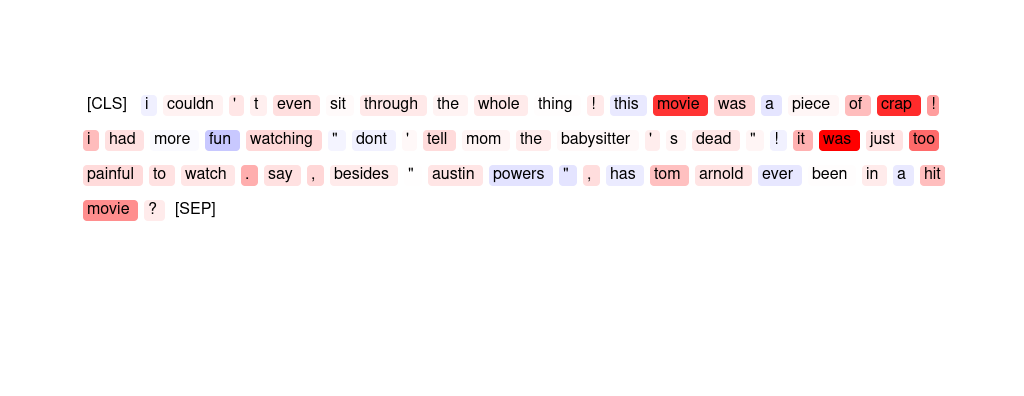 [CLS] i couldn ' t even sit through the whole thing ! this movie was a piece of crap !
i had more fun watching " dont ' tell mom the babysitter ' s dead " ! it was just too
painful to watch . say , besides " austin powers " , has tom arnold ever been in a hit
movie ? [SEP]